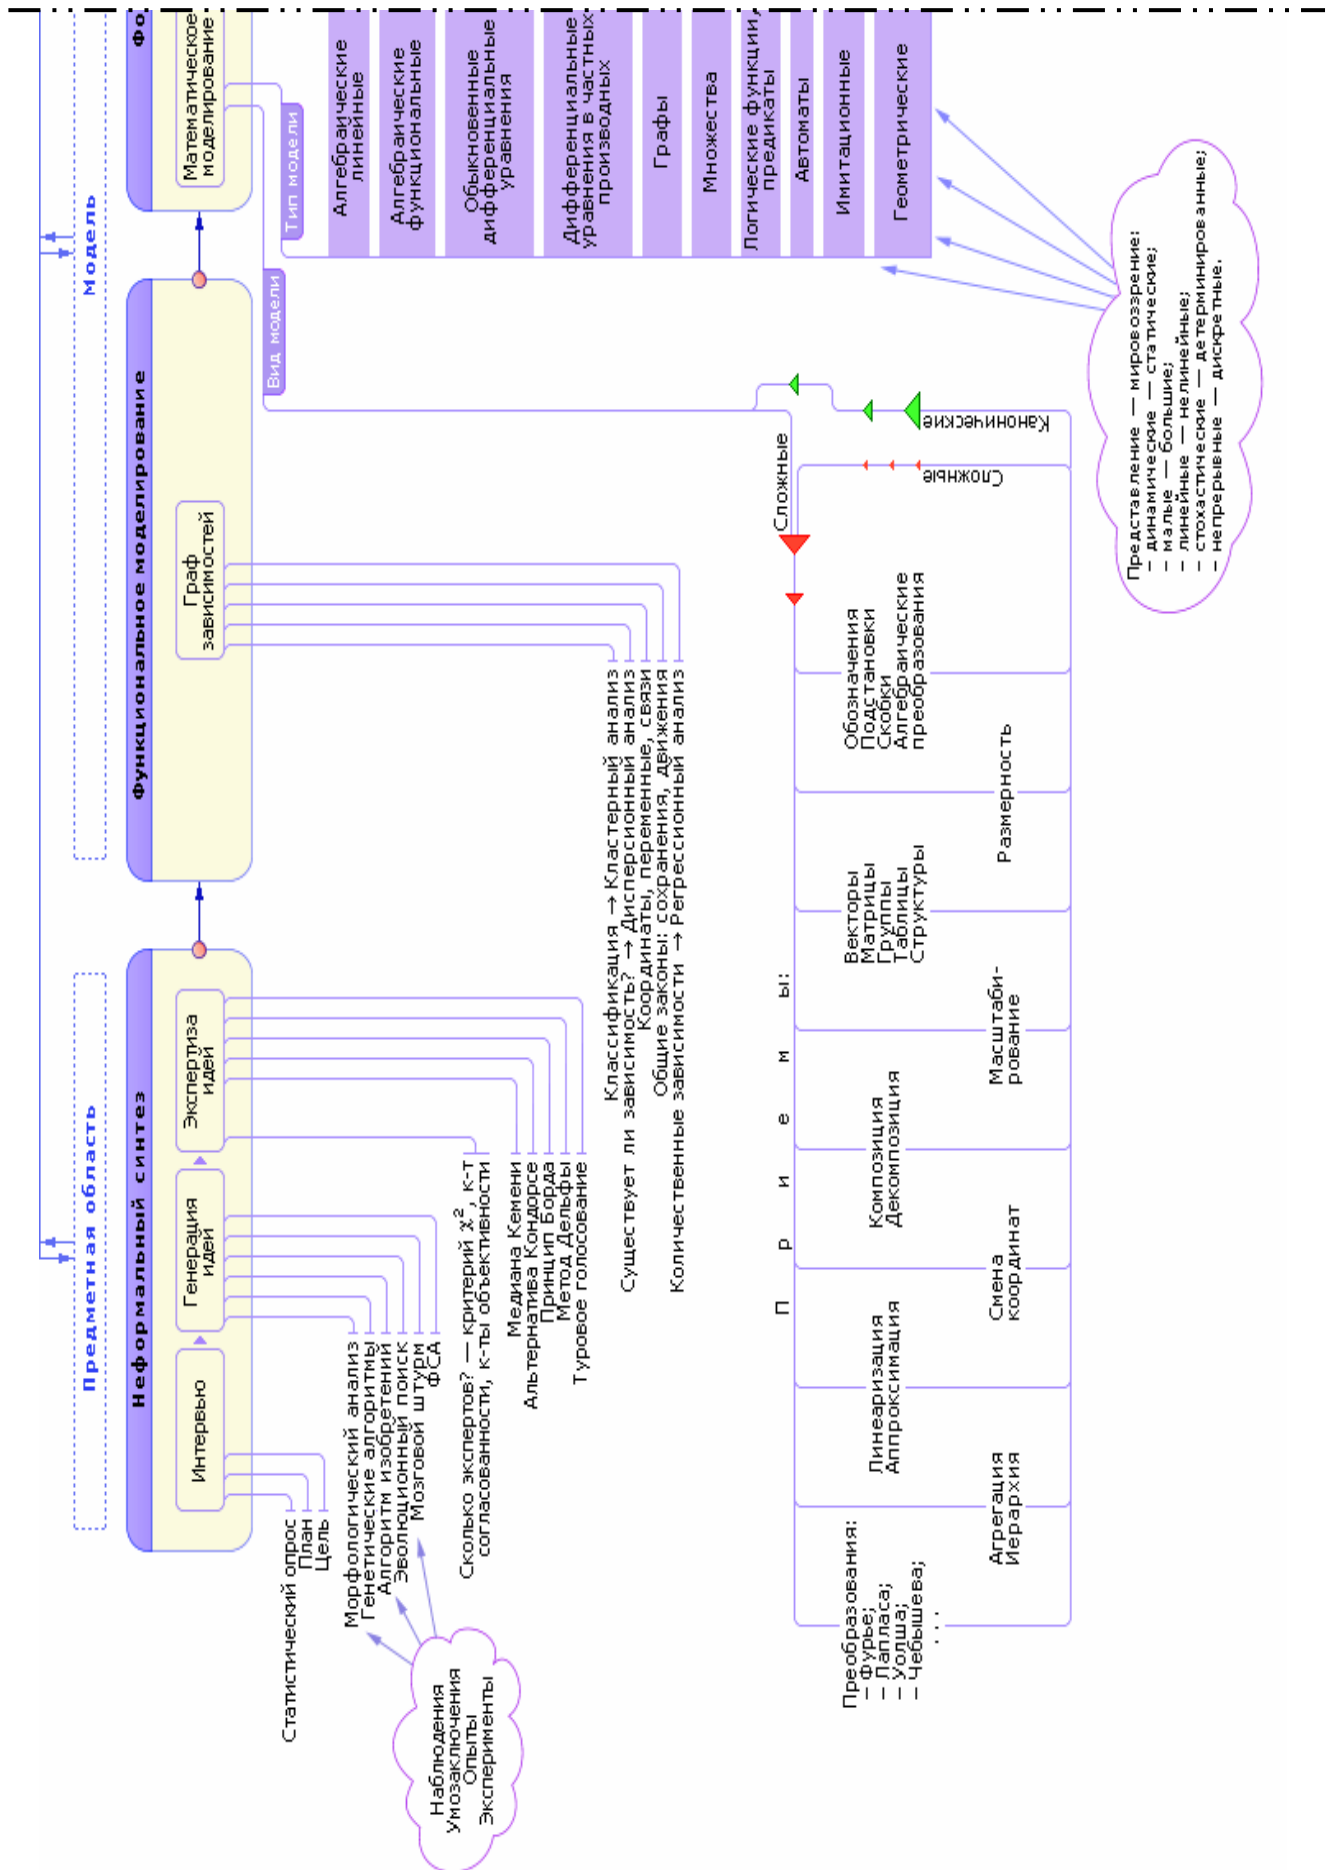 Предметная область
Модель
Неформальный синтез
Функциональное моделирование
Фо
Интервью
Генерация
идей
Экспертиза
идей
Граф
зависимостей
Математическое
моделирование
Статистический опрос
План
Цель
Морфологический анализ
Генетические алгоритмы
Алгоритм изобретений
Эволюционный поиск
Мозговой штурм
ФСА
Наблюдения
Умозаключения
Опыты
Эксперименты
Сколько экспертов? — критерий χ², к-т
согласованности, к-ты объективности
Медиана Кемени
Альтернатива Кондорсе
Принцип Борда
Метод Дельфы
Туровое голосование
Классификация → Кластерный анализ
Существует ли зависимость? → Дисперсионный анализ
Координаты, переменные, связи
Общие законы: сохранения, движения
Количественные зависимости → Регрессионный анализ
Вид модели
Тип модели
Алгебраические
линейные
Алгебраические
функциональные
Обыкновенные
дифференциальные
уравнения
Дифференциальные
уравнения в частных
производных
Графы
Множества
Логические функции,
предикаты
Автоматы
Имитационные
Геометрические
Приемы:
Сложные
Сложные
Канонические
Преобразования:
– Фурье;
– Лапласа;
– Уолша;
– Чебышева;
. . .
Агрегация
Иерархия
Линеаризация
Аппроксимация
Смена
координат
Композиция
Декомпозиция
Масштаби-
рование
Векторы
Матрицы
Группы
Таблицы
Структуры
Размерность
Обозначения
Подстановки
Скобки
Алгебраические
преобразования
Представление — мировоззрение:
– динамические — статические;
– малые — большие;
– линейные — нелинейные;
– стохастические — детерминированные;
– непрерывные — дискретные.